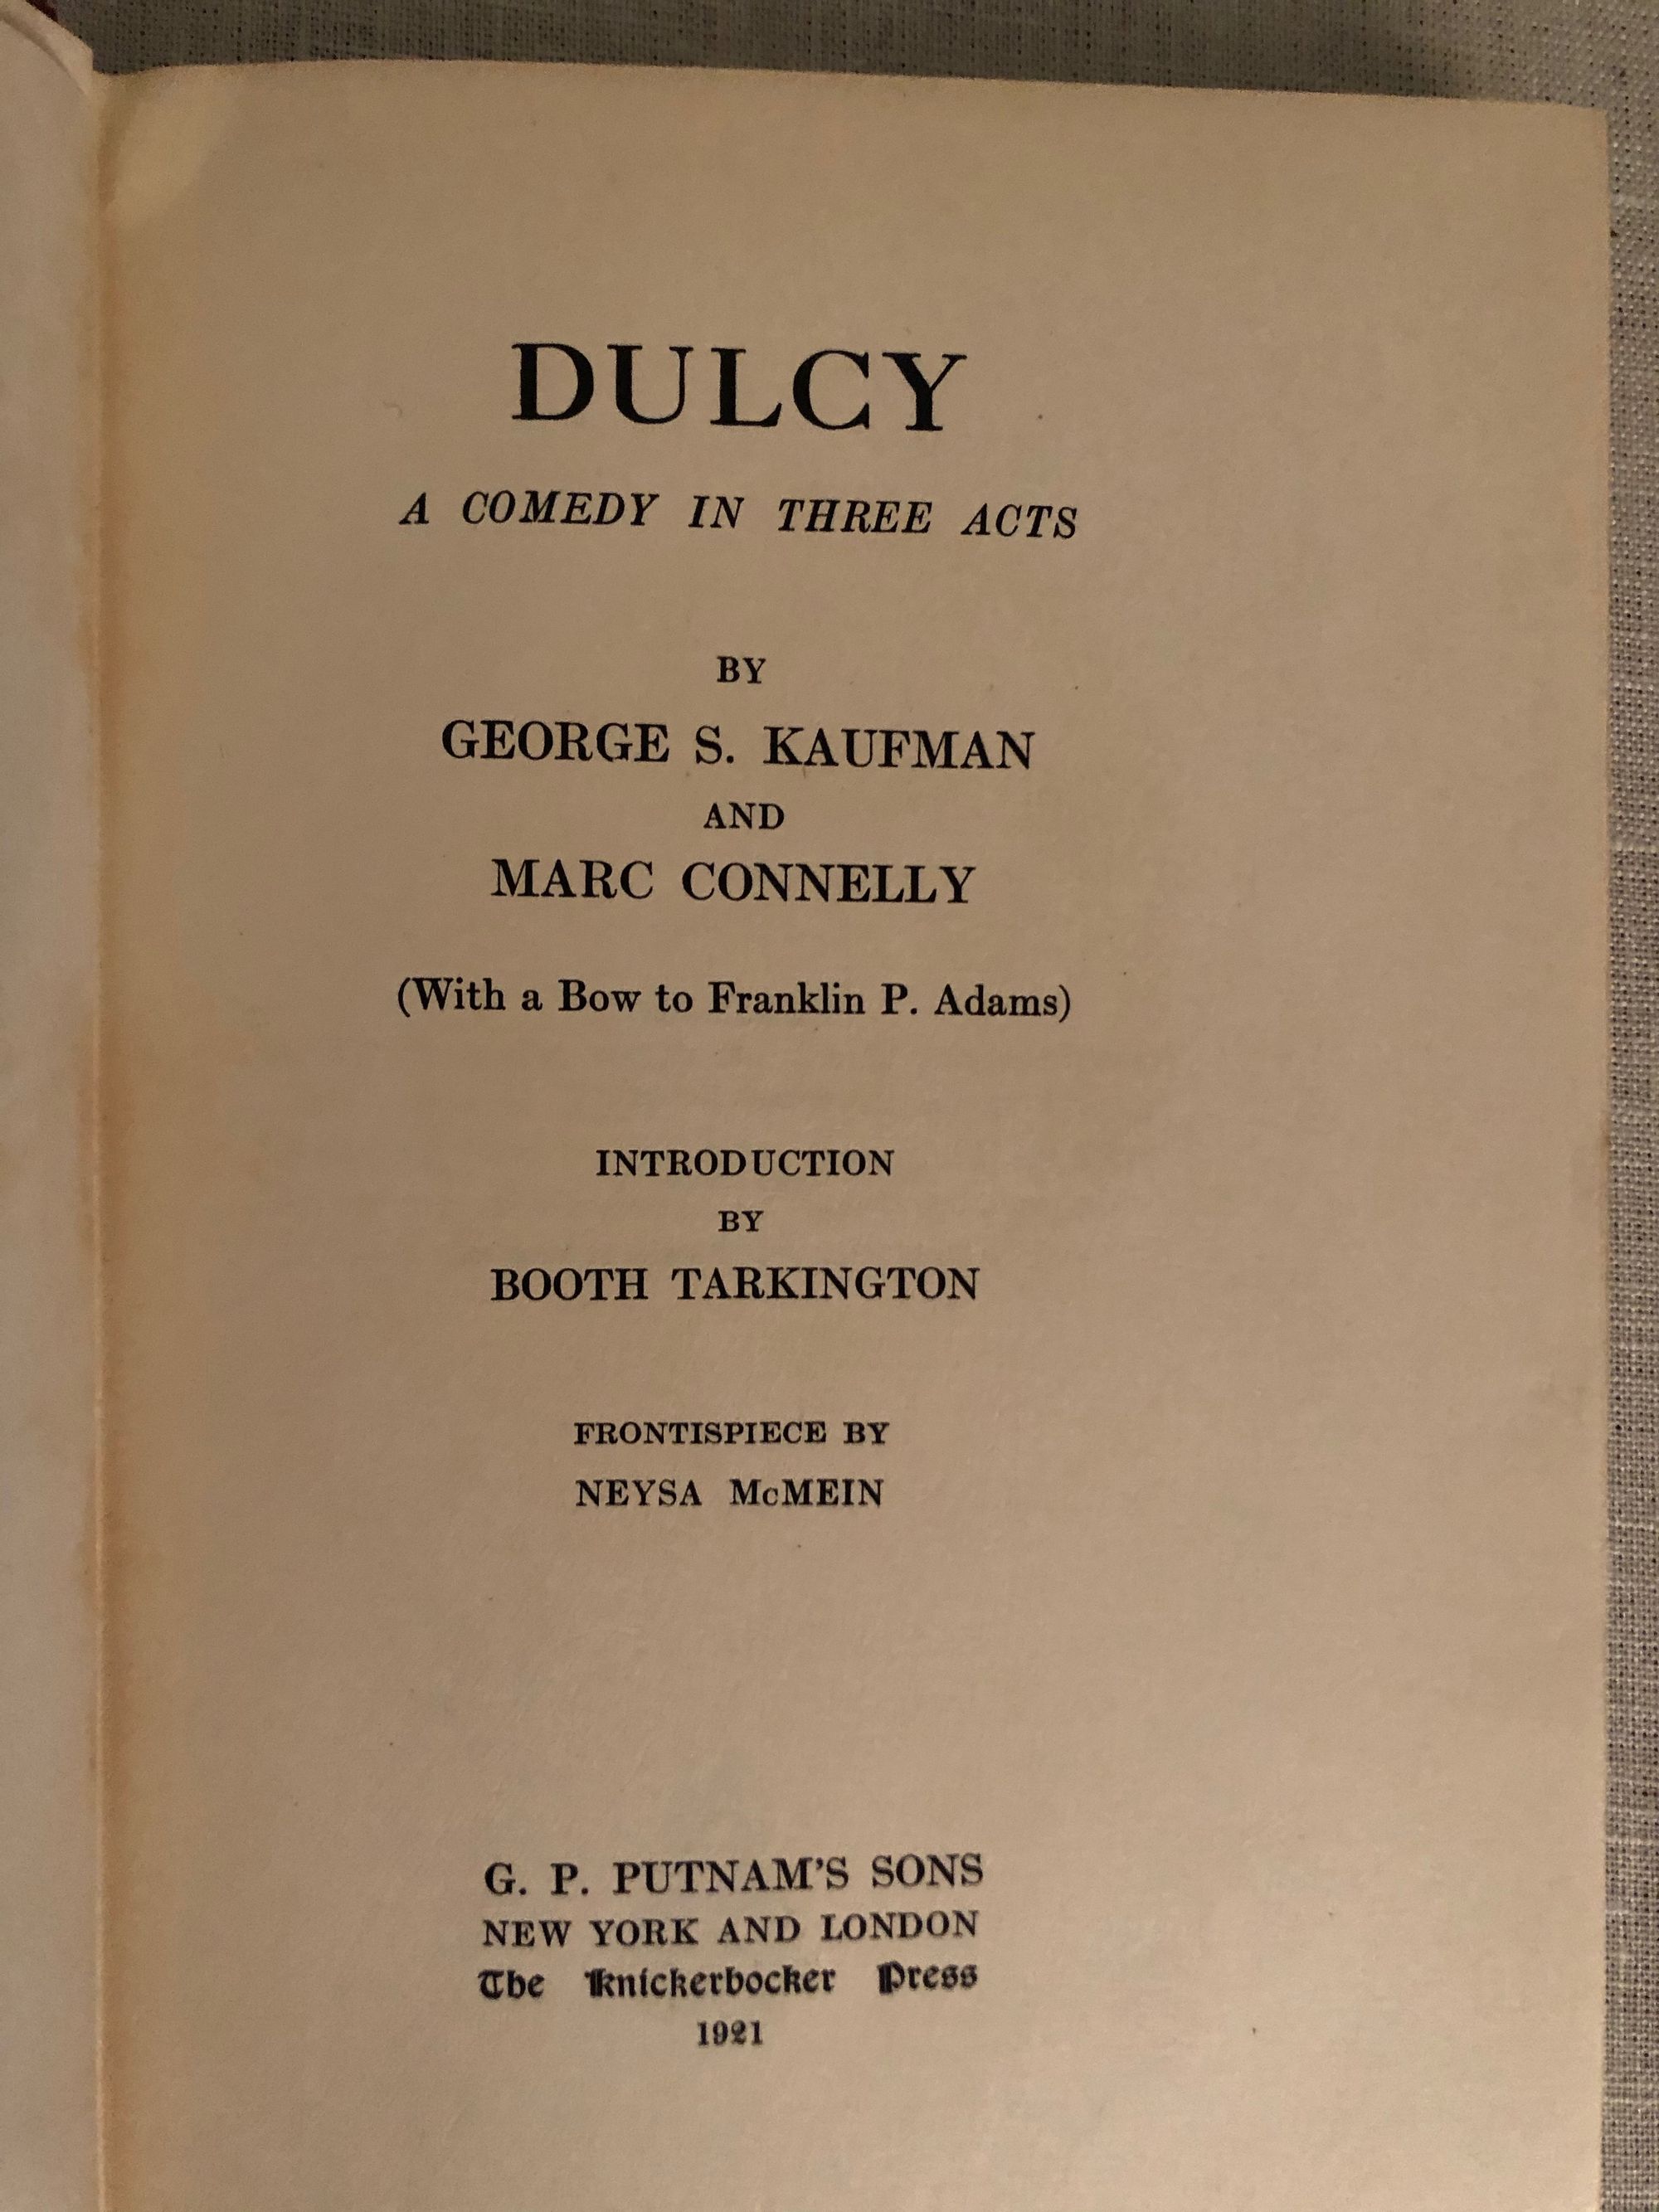 DULCY
A COMEDY IN THREE ACTS
BY
GEORGE S. KAUFMAN
AND
MARC CONNELLY
(With a Bow to Franklin P. Adams)
INTRODUCTION
BY
BOOTH TARKINGTON
FRONTISPIECE BY
NEYSA McMEIN
G. P. PUTNAM'S SONS
NEW YORK AND LONDON
The Knickerbocker Press
1921